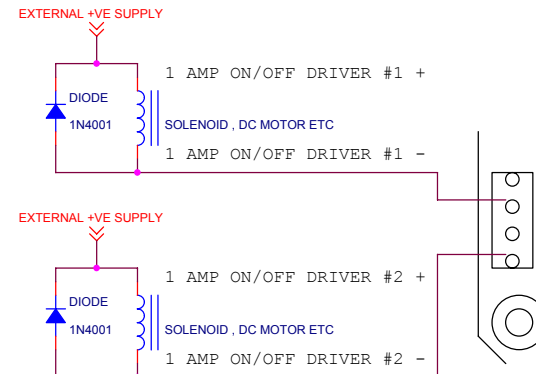 EXTERNAL +VE SUPPLY
1 AMP ON/OFF DRIVER #1 +
DIODE
1N4001
SOLENOID , DC MOTOR ETC
1 AMP ON/OFF DRIVER #1 -
EXTERNAL +VE SUPPLY
1 AMP ON/OFF DRIVER #2 +
DIODE
1N4001
SOLENOID , DC MOTOR ETC
1 AMP ON/OFF DRIVER #2 -